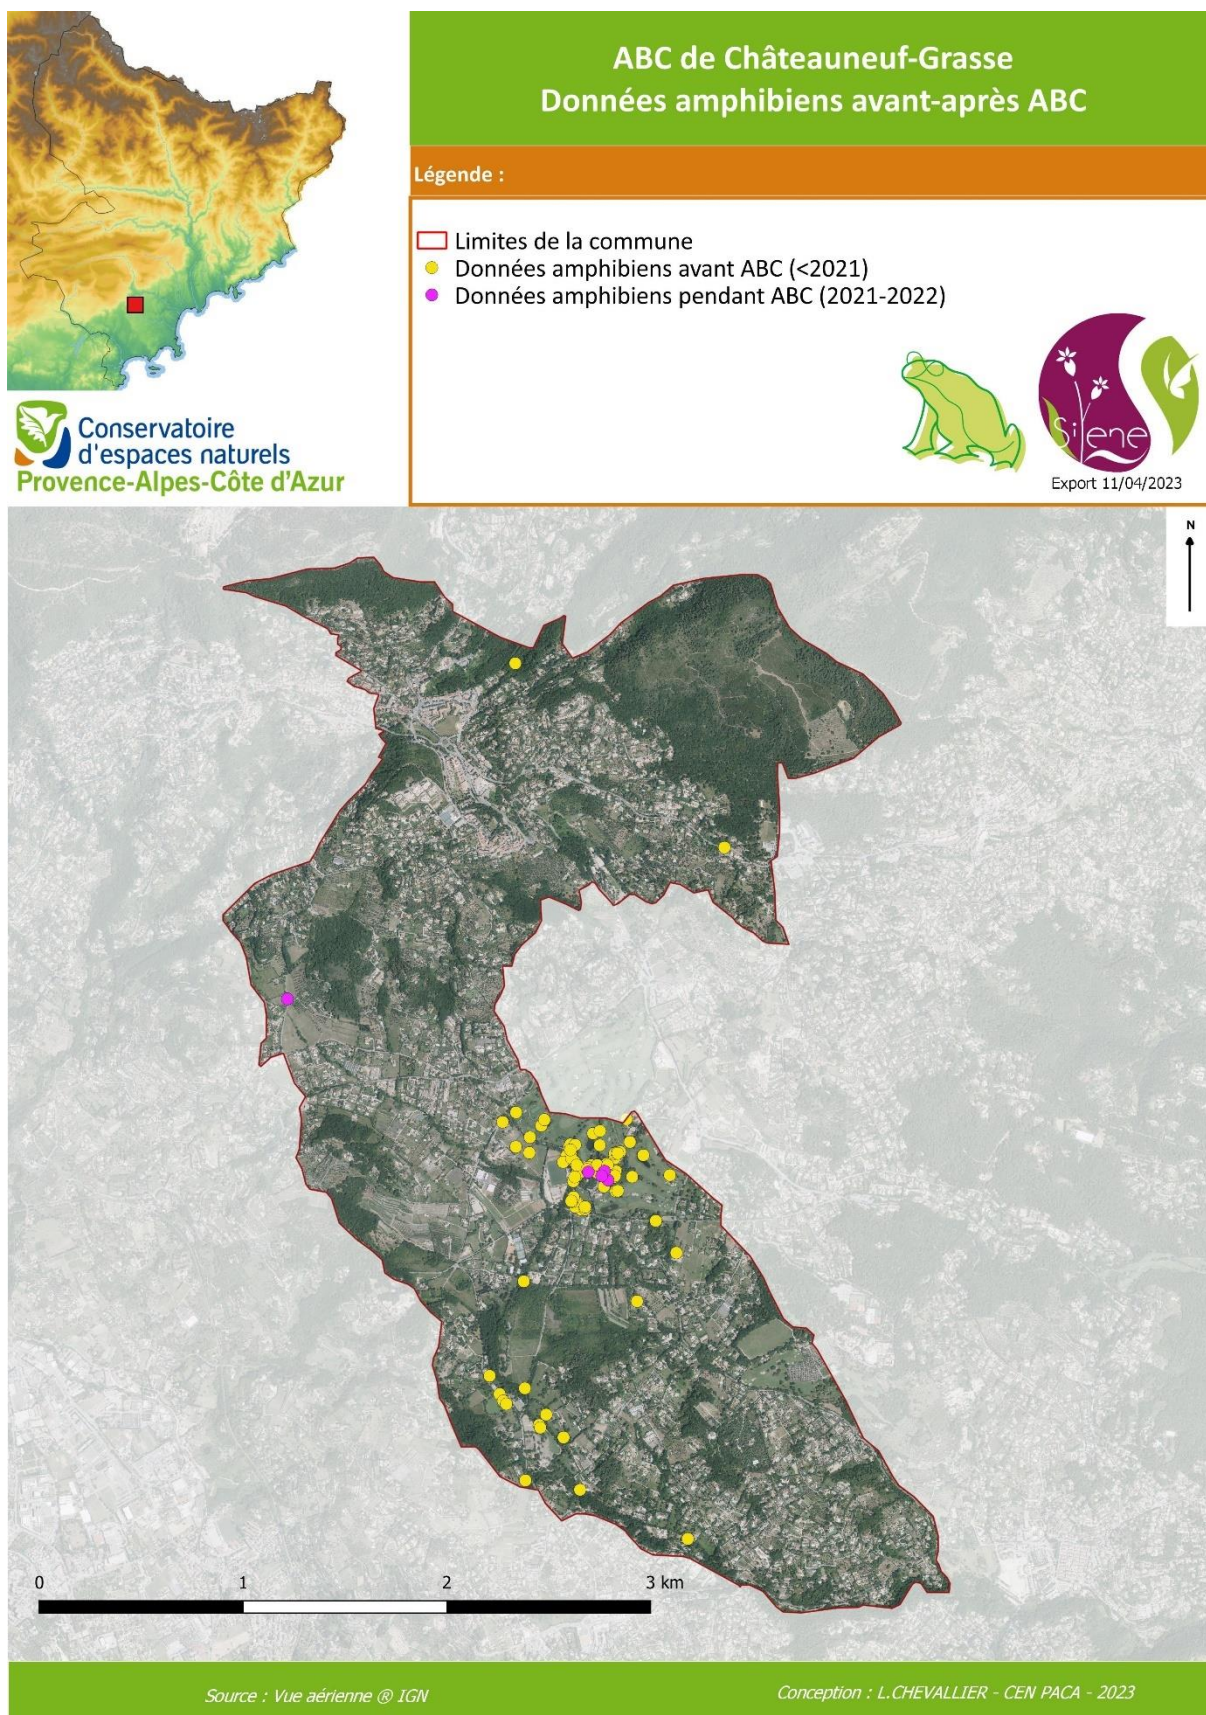 ABC de Châteauneuf-Grasse
Données amphibiens avant-après ABC
Légende :
Limites de la commune
Données amphibiens avant ABC (<2021)
Données amphibiens pendant ABC (2021-2022)
Silene
Export 11/04/2023
Conservatoire
d'espaces naturels
Provence-Alpes-Côte d'Azur
N
0 1 2 3 km
Source : Vue aérienne ® IGN
Conception : L.CHEVALLIER - CEN PACA - 2023